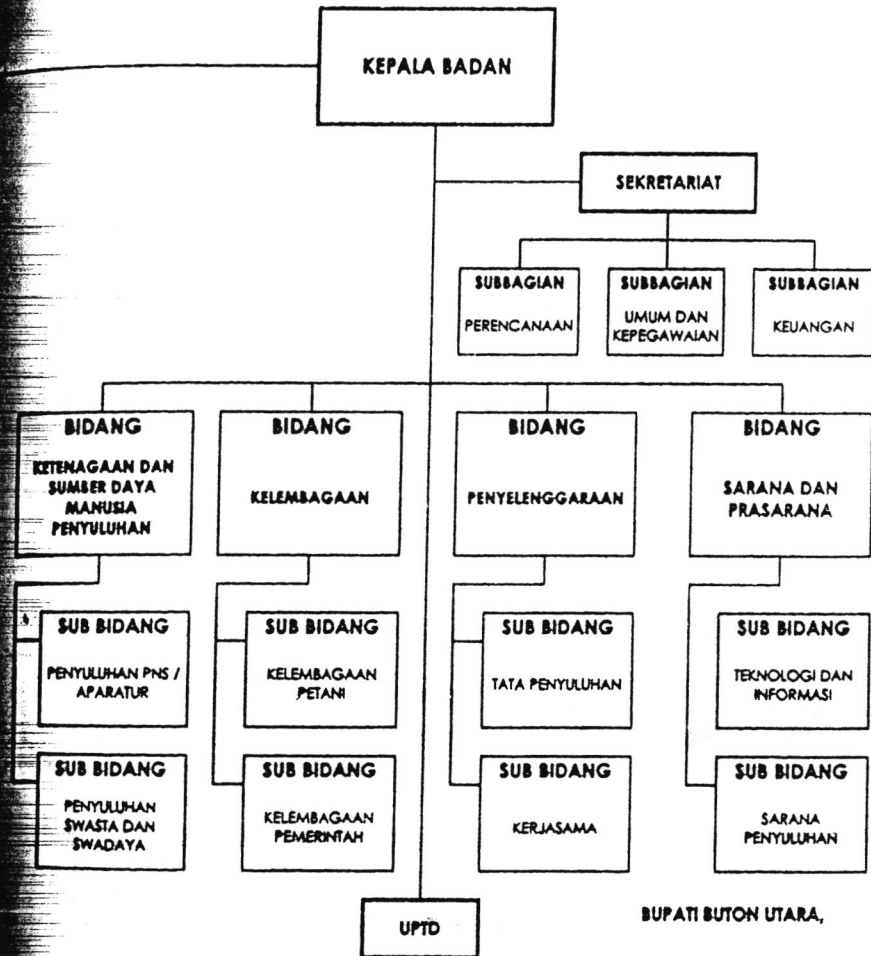 KEPALA BADAN
SEKRETARIAT
SUBBAGIAN
PERENCANAAN
SUBBAGIAN
UMUM DAN
KEPEGAWAIAN
SUBBAGIAN
KEUANGAN
BIDANG
KETENAGAAN DAN
SUMBER DAYA
MANUSIA
PENYULUHAN
BIDANG
KELEMBAGAAN
BIDANG
PENYELENGGARAAN
BIDANG
SARANA DAN
PRASARANA
SUB BIDANG
PENYULUHAN PNS /
APARATUR
SUB BIDANG
KELEMBAGAAN
PETANI
SUB BIDANG
TATA PENYULUHAN
SUB BIDANG
TEKNOLOGI DAN
INFORMASI
SUB BIDANG
PENYULUHAN
SWASTA DAN
SWADAYA
SUB BIDANG
KELEMBAGAAN
PEMERINTAH
SUB BIDANG
KERJASAMA
SUB BIDANG
SARANA
PENYULUHAN
UPTD
BUPATI BUTON UTARA,